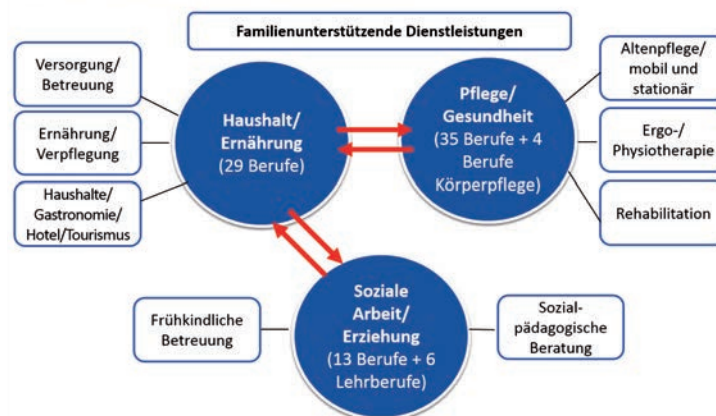 Familienunterstützende Dienstleistungen
Versorgung/
Betreuung
Ernährung/
Verpflegung
Haushalte/
Gastronomie/
Hotel/Tourismus
Haushalt/
Ernährung
(29 Berufe)
Pflege/
Gesundheit
(35 Berufe + 4
Berufe
Körperpflege)
Altenpflege/
mobil und
stationär
Ergo-/
Physiotherapie
Rehabilitation
Frühkindliche
Betreuung
Soziale
Arbeit/
Erziehung
(13 Berufe + 6
Lehrberufe)
Sozial-
pädagogische
Beratung